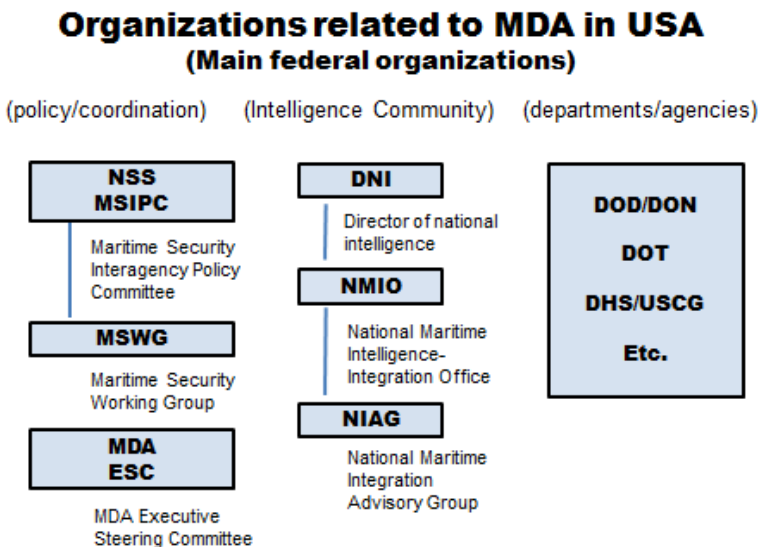 Organizations related to MDA in USA
(Main federal organizations)
(policy/coordination)
(Intelligence Community)
(departments/agencies)
NSS
MSIPC
Maritime Security
Interagency Policy
Committee
MSWG
Maritime Security
Working Group
MDA
ESC
MDA Executive
Steering Committee
DNI
Director of national
intelligence
NMIO
National Maritime
Intelligence-
Integration Office
NIAG
National Maritime
Integration
Advisory Group
DOD/DON
DOT
DHS/USCG
Etc.